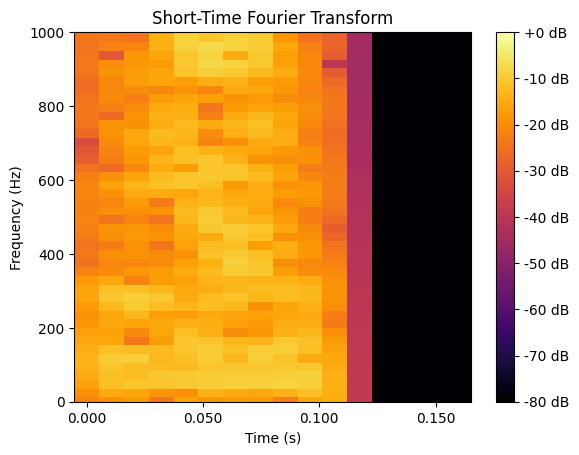 Short-Time Fourier Transform
1000
800
600
400
200
0
Frequency (Hz)
0.000
0.050
0.100
0.150
Time (s)
+0 dB
-10 dB
-20 dB
-30 dB
-40 dB
-50 dB
-60 dB
-70 dB
-80 dB